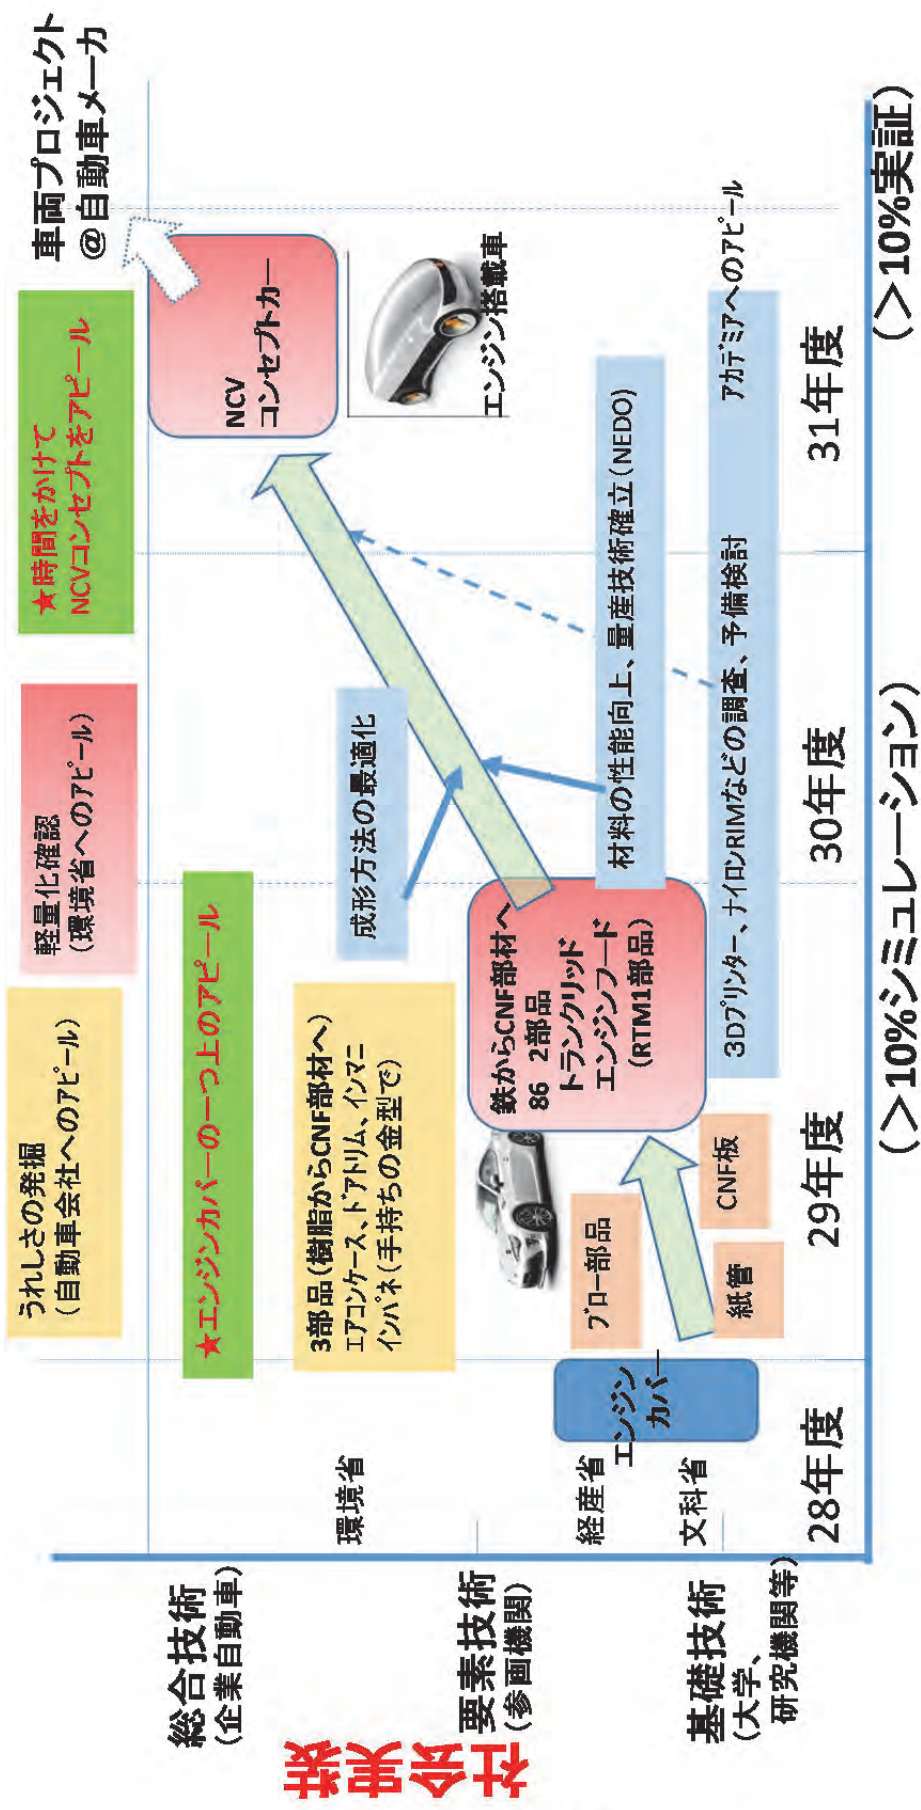 車両プロジェクト
@自動車メーカ
うれしさの発掘
(自動車会社へのアピール)
軽量化確認
(環境省へのアピール)
★時間をかけて
NCVコンセプトをアピール
★エンジンカバーの一つ上のアピール
社会実装
総合技術
(企業自動車)
環境省
3部品(樹脂からCNF部材へ)
エアコンケース、ドアトリム、インマニ
インパネ(手持ちの金型で)
成形方法の最適化
NCV
コンセプトカー
エンジン搭載車
要素技術
(参画機関)
鉄からCNF部材へ
86 2部品
トランクリッド
エンジンフード
(RTM1部品)
経産省
エンジン
カバー
ブロー部品
材料の性能向上、量産技術確立(NEDO)
文科省
基礎技術
(大学、
研究機関等)
紙管
CNF板
3Dプリンター、ナイロンRIMなどの調査、予備検討
アカデミアへのアピール
28年度
29年度
30年度
31年度
(>10%シミュレーション)
(>10%実証)